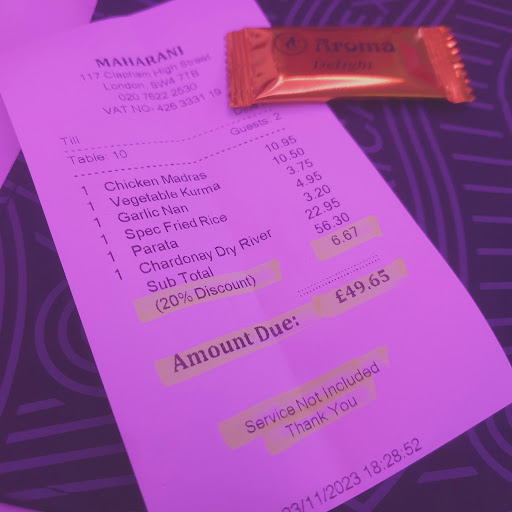 MAHARANI
117 Clapham High Street
London, SW4 7TB
020 7622 2530
VAT NO- 426 3331 19
Aroma
Delight
Till
Table: 10
Guests: 2
1 Chicken Madras 10.95
1 Vegetable Kurma 10.50
1 Garlic Nan 3.75
1 Spec Fried Rice 4.95
1 Parata 3.20
1 Chardonay Dry River 22.95
Sub Total 56.30
(20% Discount) 6.67
Amount Due: £49.65
Service Not Included
Thank You
03/11/2023 18:28:52